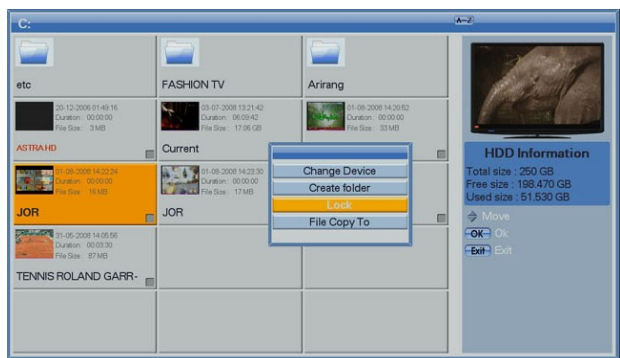 C:
A-Z
etc
FASHION TV
Arirang
20-12-2006 01:49:16
Duration: 00:00:00
File Size: 3 MB
ASTRA HD
03-07-2008 13:21:42
Duration: 06:09:42
File Size: 17.06 GB
Current
01-08-2008 14:20:52
Duration: 00:00:00
File Size: 33 MB
01-08-2008 14:22:24
Duration: 00:00:00
File Size: 16 MB
JOR
01-08-2008 14:23:30
Duration: 00:00:00
File Size: 17 MB
JOR
31-05-2008 14:05:56
Duration: 00:03:30
File Size: 87 MB
TENNIS ROLAND GARR-
Change Device
Create folder
Lock
File Copy To
HDD Information
Total size : 250 GB
Free size : 198.470 GB
Used size : 51.530 GB
Move
OK Ok
Exit Exit